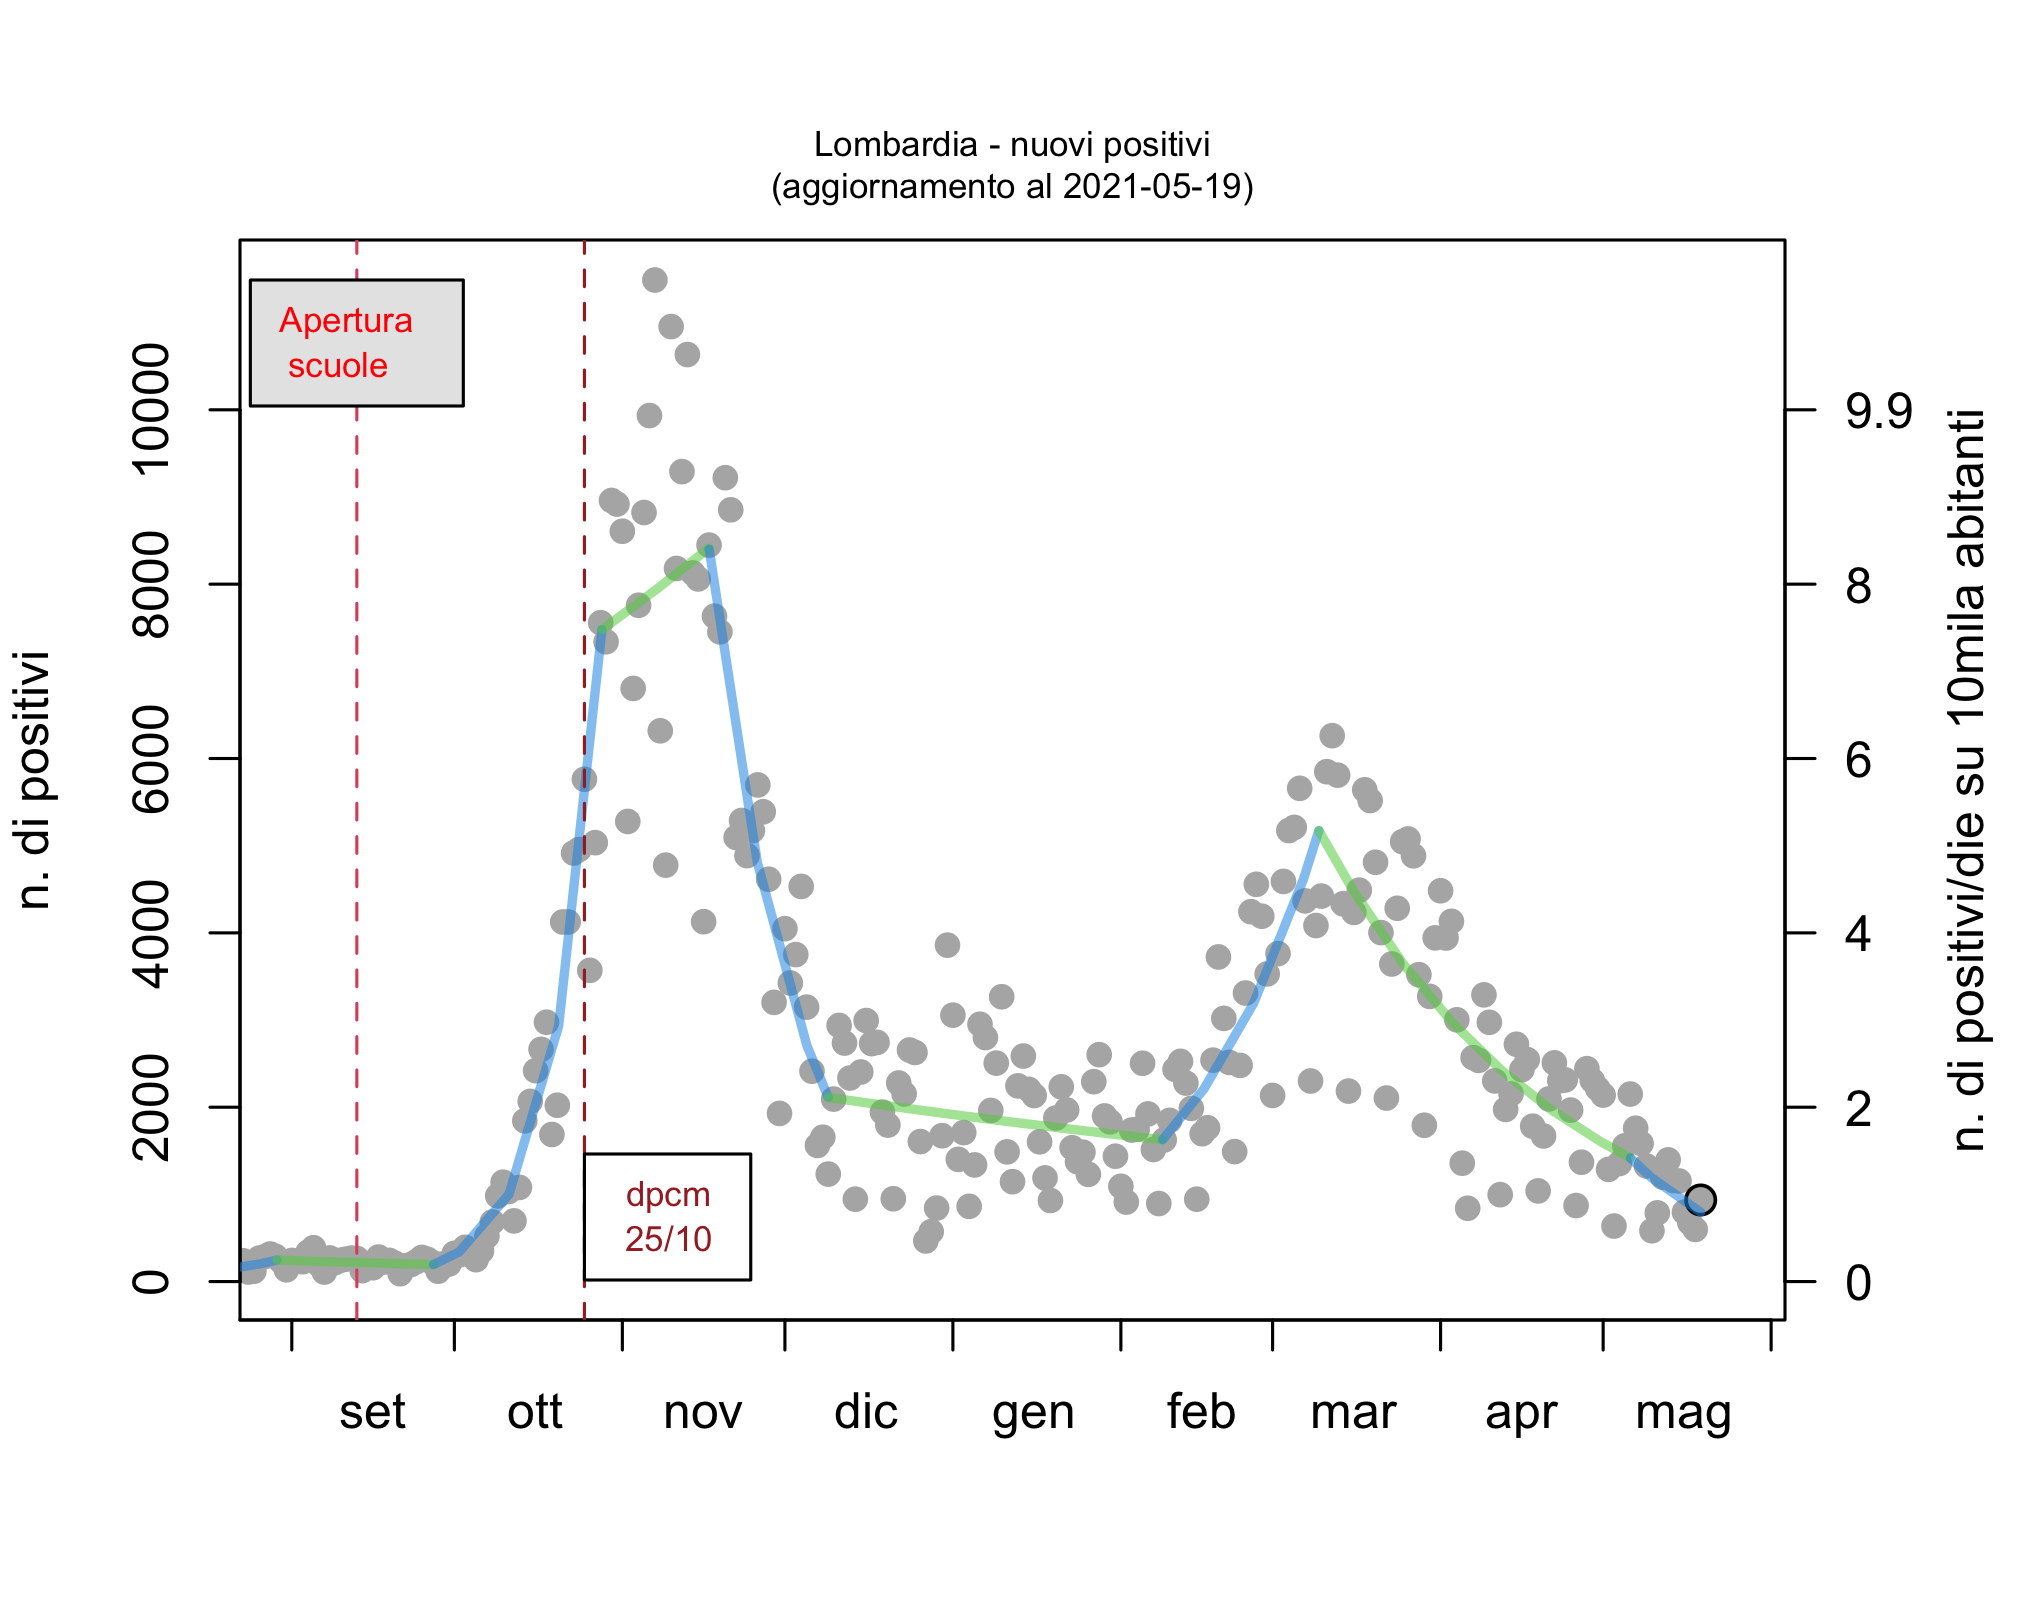 Lombardia - nuovi positivi
(aggiornamento al 2021-05-19)
Apertura
scuole
dpcm
25/10
n. di positivi
0
2000
4000
6000
8000
10000
0
2
4
6
8
9.9
n. di positivi/die su 10mila abitanti
set ott nov dic gen feb mar apr mag